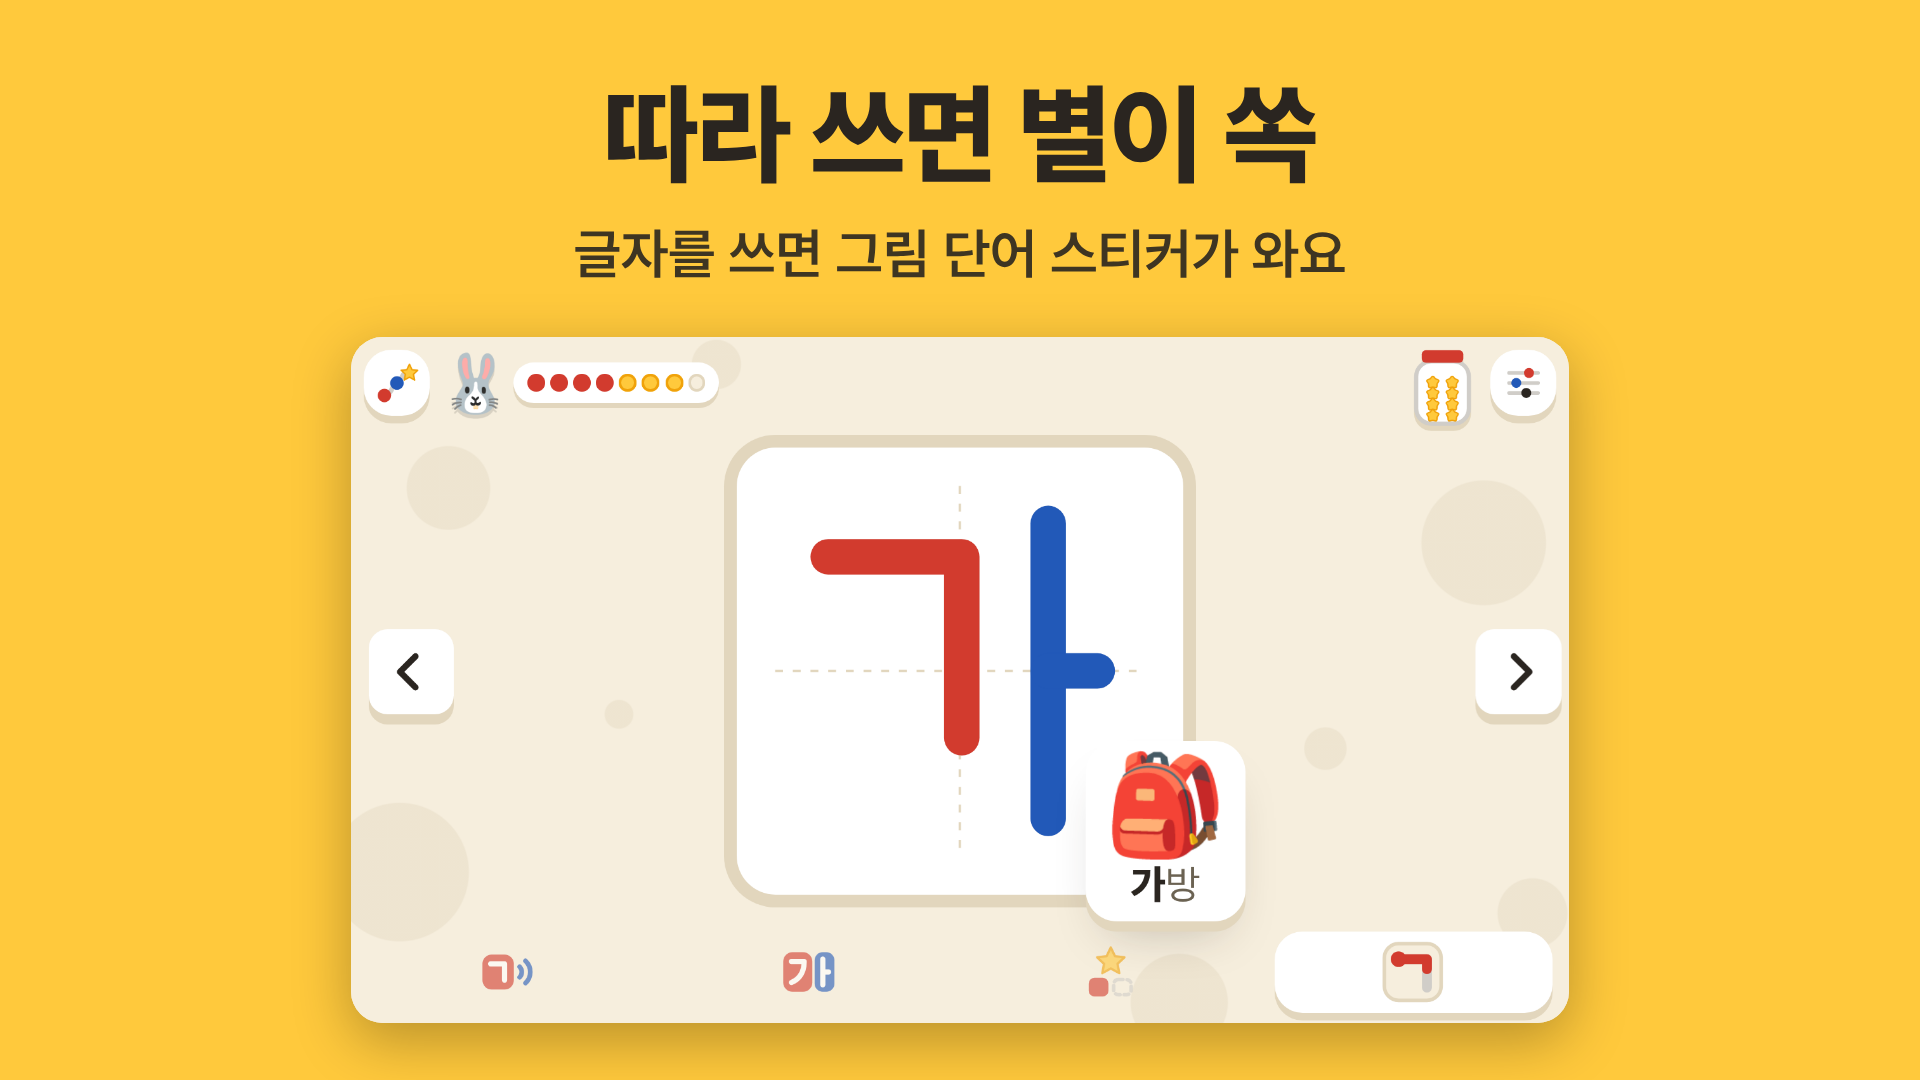 따라 쓰면 별이 쏙
글자를 쓰면 그림 단어 스티커가 와요
가
가방
ㄱ
가
ㄱ